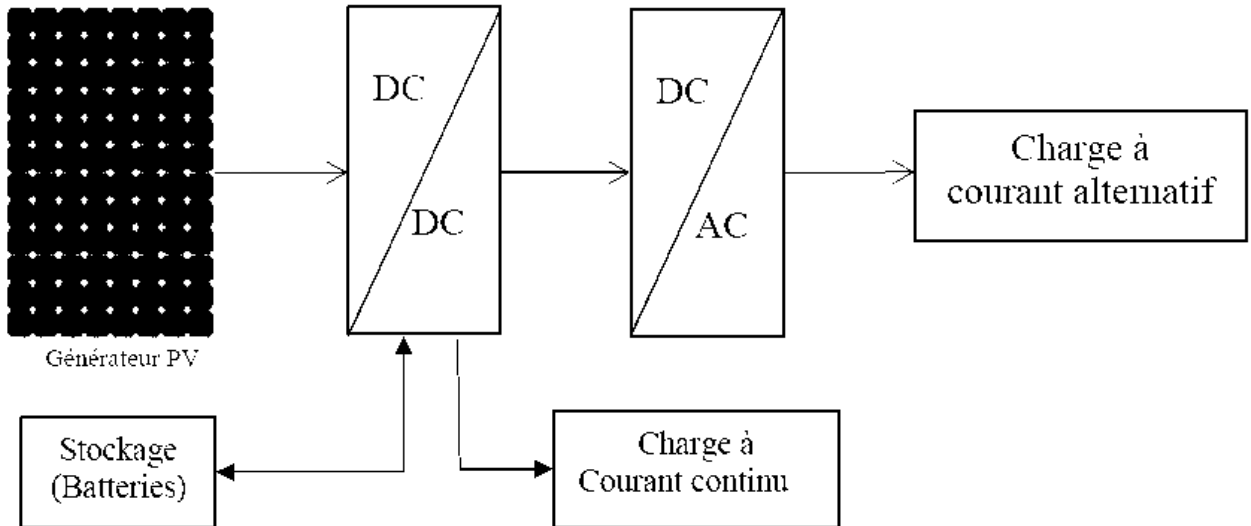 DC
DC
DC
AC
Charge à
courant alternatif
Générateur PV
Stockage
(Batteries)
Charge à
Courant continu